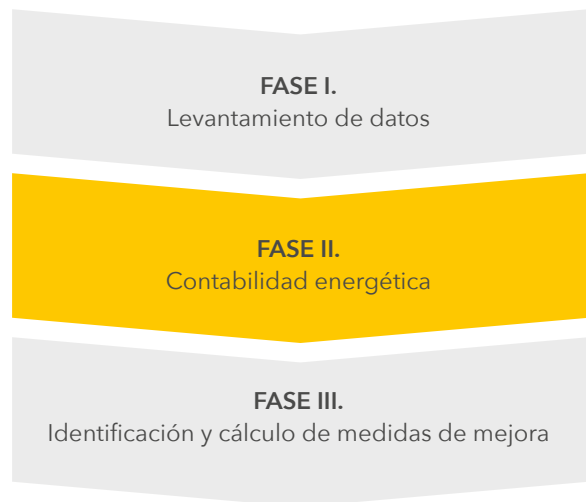 FASE I.
Levantamiento de datos
FASE II.
Contabilidad energética
FASE III.
Identificación y cálculo de medidas de mejora